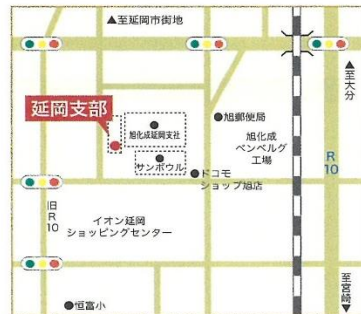 ▲至延岡市街地
▲至大分
延岡支部
旭化成延岡支社
サンボウル
旭郵便局
旭化成
ベンベルグ
工場
ドコモ
ショップ旭店
R
10
旧
R
10
イオン延岡
ショッピングセンター
恒富小
至宮崎▼